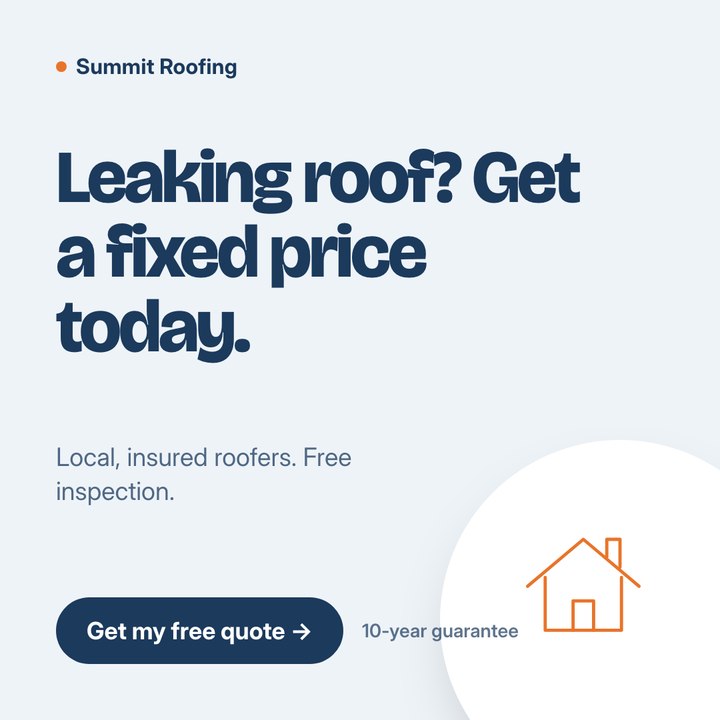 Summit Roofing
Leaking roof? Get
a fixed price
today.
Local, insured roofers. Free
inspection.
Get my free quote →
10-year guarantee